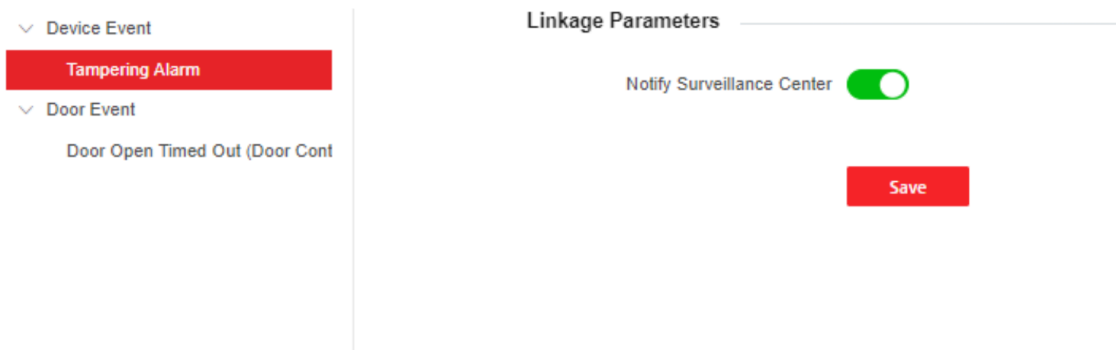 Device Event
Tampering Alarm
Door Event
Door Open Timed Out (Door Cont
Linkage Parameters
Notify Surveillance Center
Save